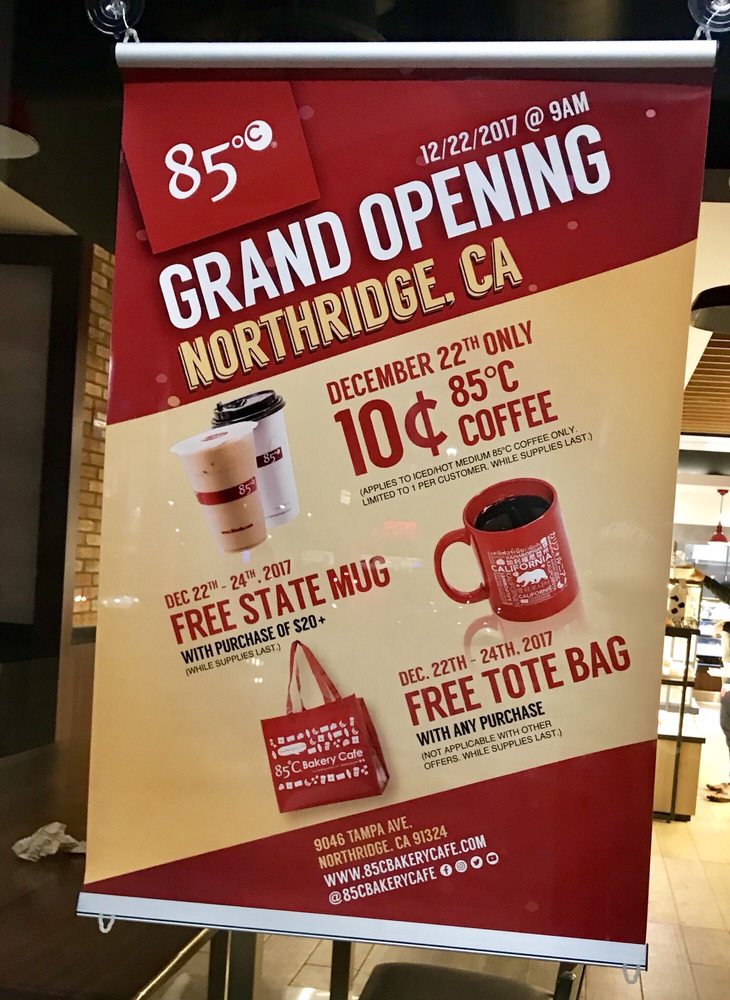 85°C
12/22/2017 @ 9AM
GRAND OPENING
NORTHRIDGE, CA
DECEMBER 22TH ONLY
10¢ 85°C
COFFEE
(APPLIES TO ICED/HOT MEDIUM 85°C COFFEE ONLY.
LIMITED TO 1 PER CUSTOMER. WHILE SUPPLIES LAST.)
85°C
85°C
CALIFORNIA
CALIFORNIA
DEC 22TH - 24TH, 2017
FREE STATE MUG
WITH PURCHASE OF $20+
(WHILE SUPPLIES LAST.)
DEC. 22TH - 24TH, 2017
FREE TOTE BAG
WITH ANY PURCHASE
(NOT APPLICABLE WITH OTHER
OFFERS. WHILE SUPPLIES LAST.)
85°C Bakery Cafe
9046 TAMPA AVE.
NORTHRIDGE, CA 91324
WWW.85CBAKERYCAFE.COM
@85CBAKERYCAFE